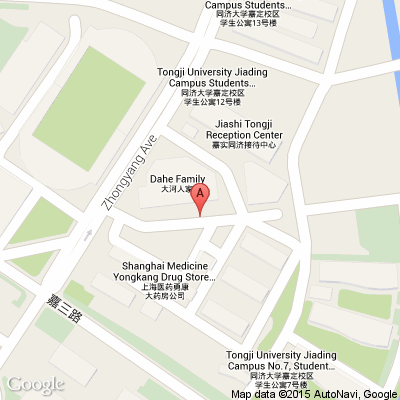 Campus Students...
同济大学嘉定校区
学生公寓13号楼
Tongji University Jiading
Campus Students...
同济大学嘉定校区
学生公寓12号楼
Jiashi Tongji
Reception Center
嘉实同济接待中心
Zhongyang Ave
Dahe Family
大河人家
A
Shanghai Medicine
Yongkang Drug Store...
上海医药勇康
大药房公司
嘉三路
Tongji University Jiading
Campus No.7, Student...
同济大学嘉定校区
学生公寓7号楼
Google
Map data ©2015 AutoNavi, Google